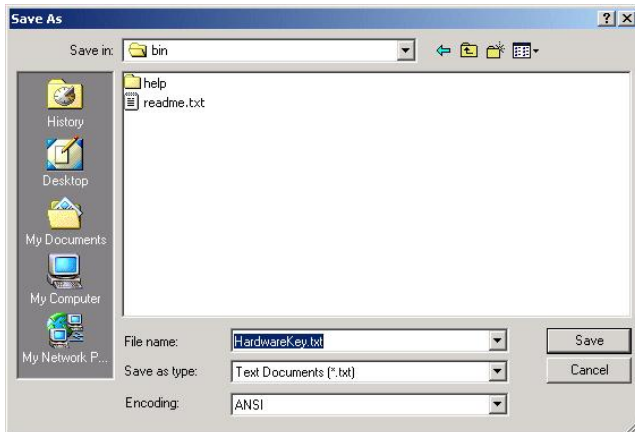 Save As
Save in: bin
help
readme.txt
History
Desktop
My Documents
My Computer
My Network P...
File name: HardwareKey.txt Save
Save as type: Text Documents (*.txt) Cancel
Encoding: ANSI